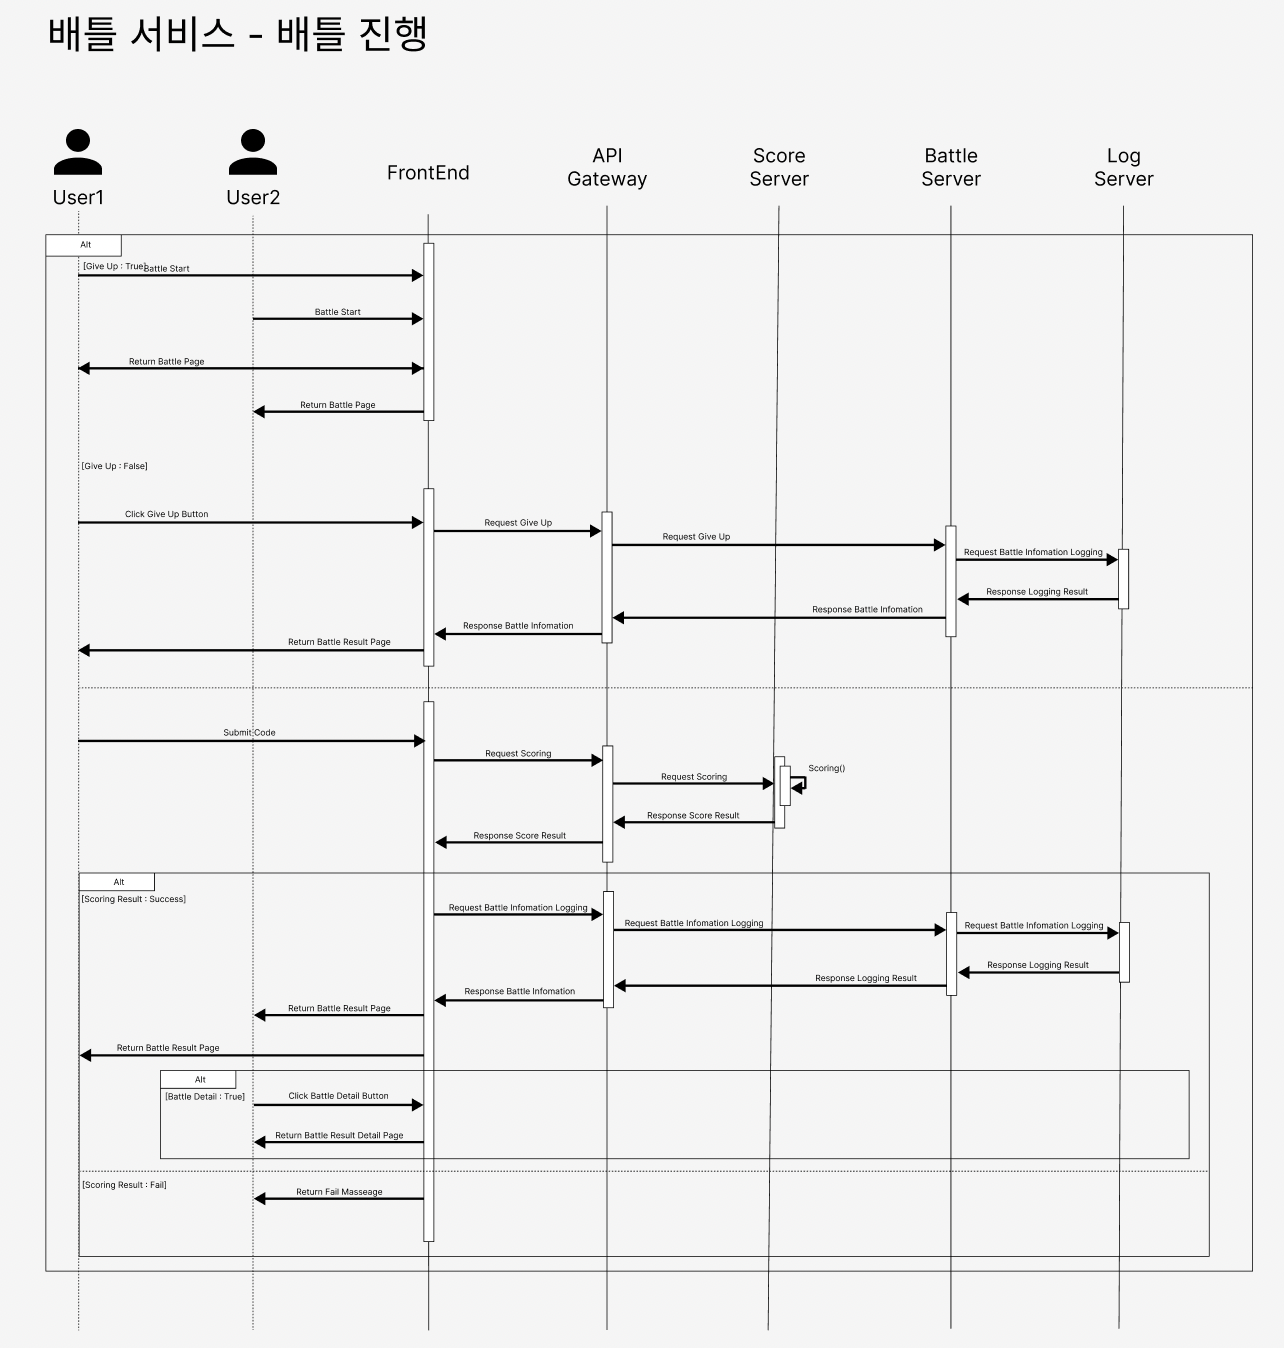 배틀 서비스 - 배틀 진행
User1
User2
FrontEnd
API
Gateway
Score
Server
Battle
Server
Log
Server
Alt
[Give Up : True]
Battle Start
Battle Start
Return Battle Page
Return Battle Page
[Give Up : False]
Click Give Up Button
Request Give Up
Request Give Up
Request Battle Infomation Logging
Response Logging Result
Response Battle Infomation
Response Battle Infomation
Return Battle Result Page
Submit Code
Request Scoring
Request Scoring
Scoring()
Response Score Result
Response Score Result
Alt
[Scoring Result : Success]
Request Battle Infomation Logging
Request Battle Infomation Logging
Request Battle Infomation Logging
Response Logging Result
Response Logging Result
Response Battle Infomation
Return Battle Result Page
Return Battle Result Page
Alt
[Battle Detail : True]
Click Battle Detail Button
Return Battle Result Detail Page
[Scoring Result : Fail]
Return Fail Masseage